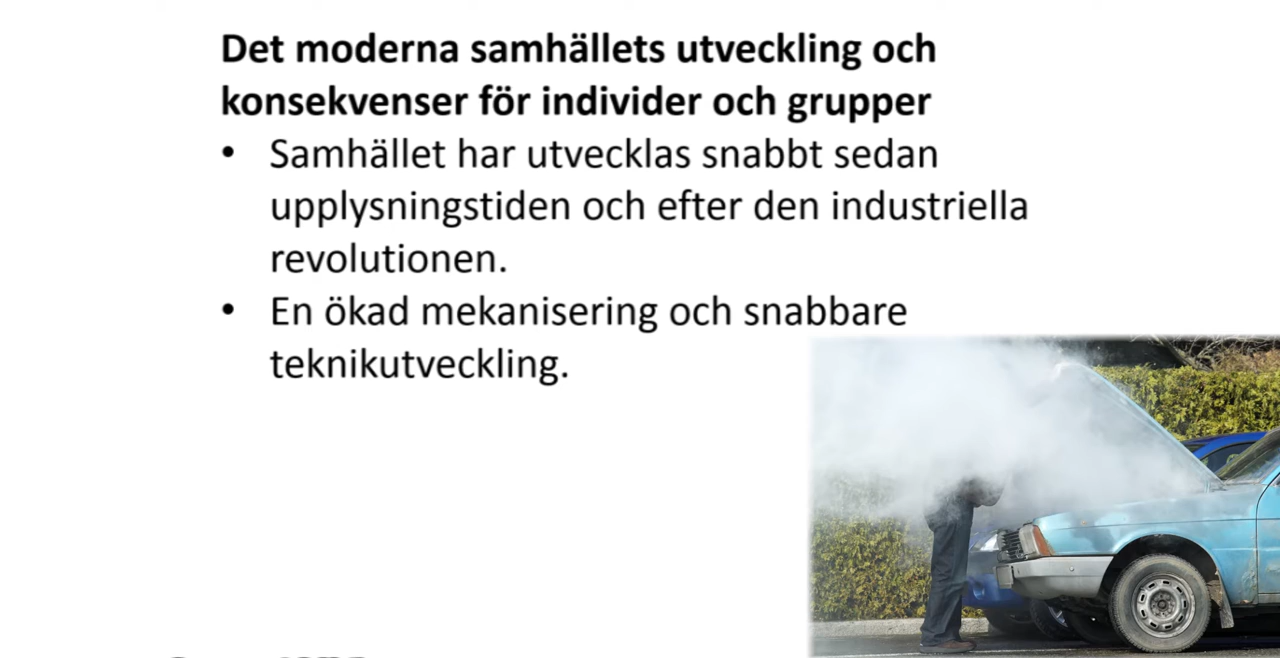 Det moderna samhällets utveckling och
konsekvenser för individer och grupper
• Samhället har utvecklas snabbt sedan
upplysningstiden och efter den industriella
revolutionen.
• En ökad mekanisering och snabbare
teknikutveckling.